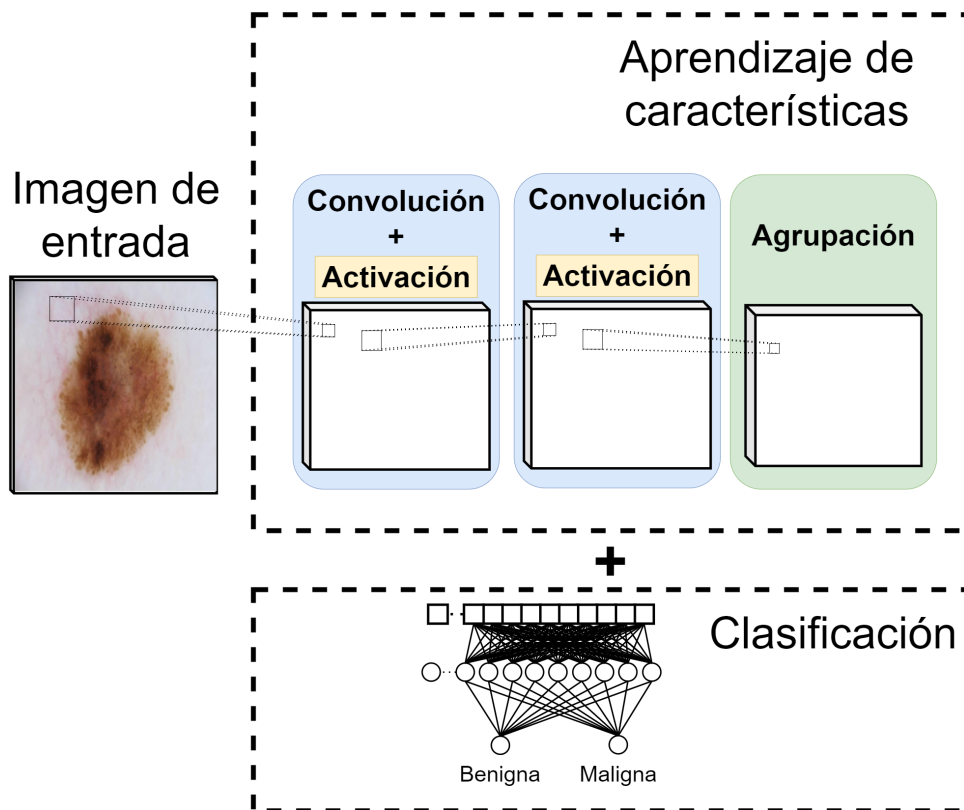 Aprendizaje de
características
Imagen de
entrada
Convolución
+
Activación
Convolución
+
Activación
Agrupación
+
Clasificación
Benigna
Maligna